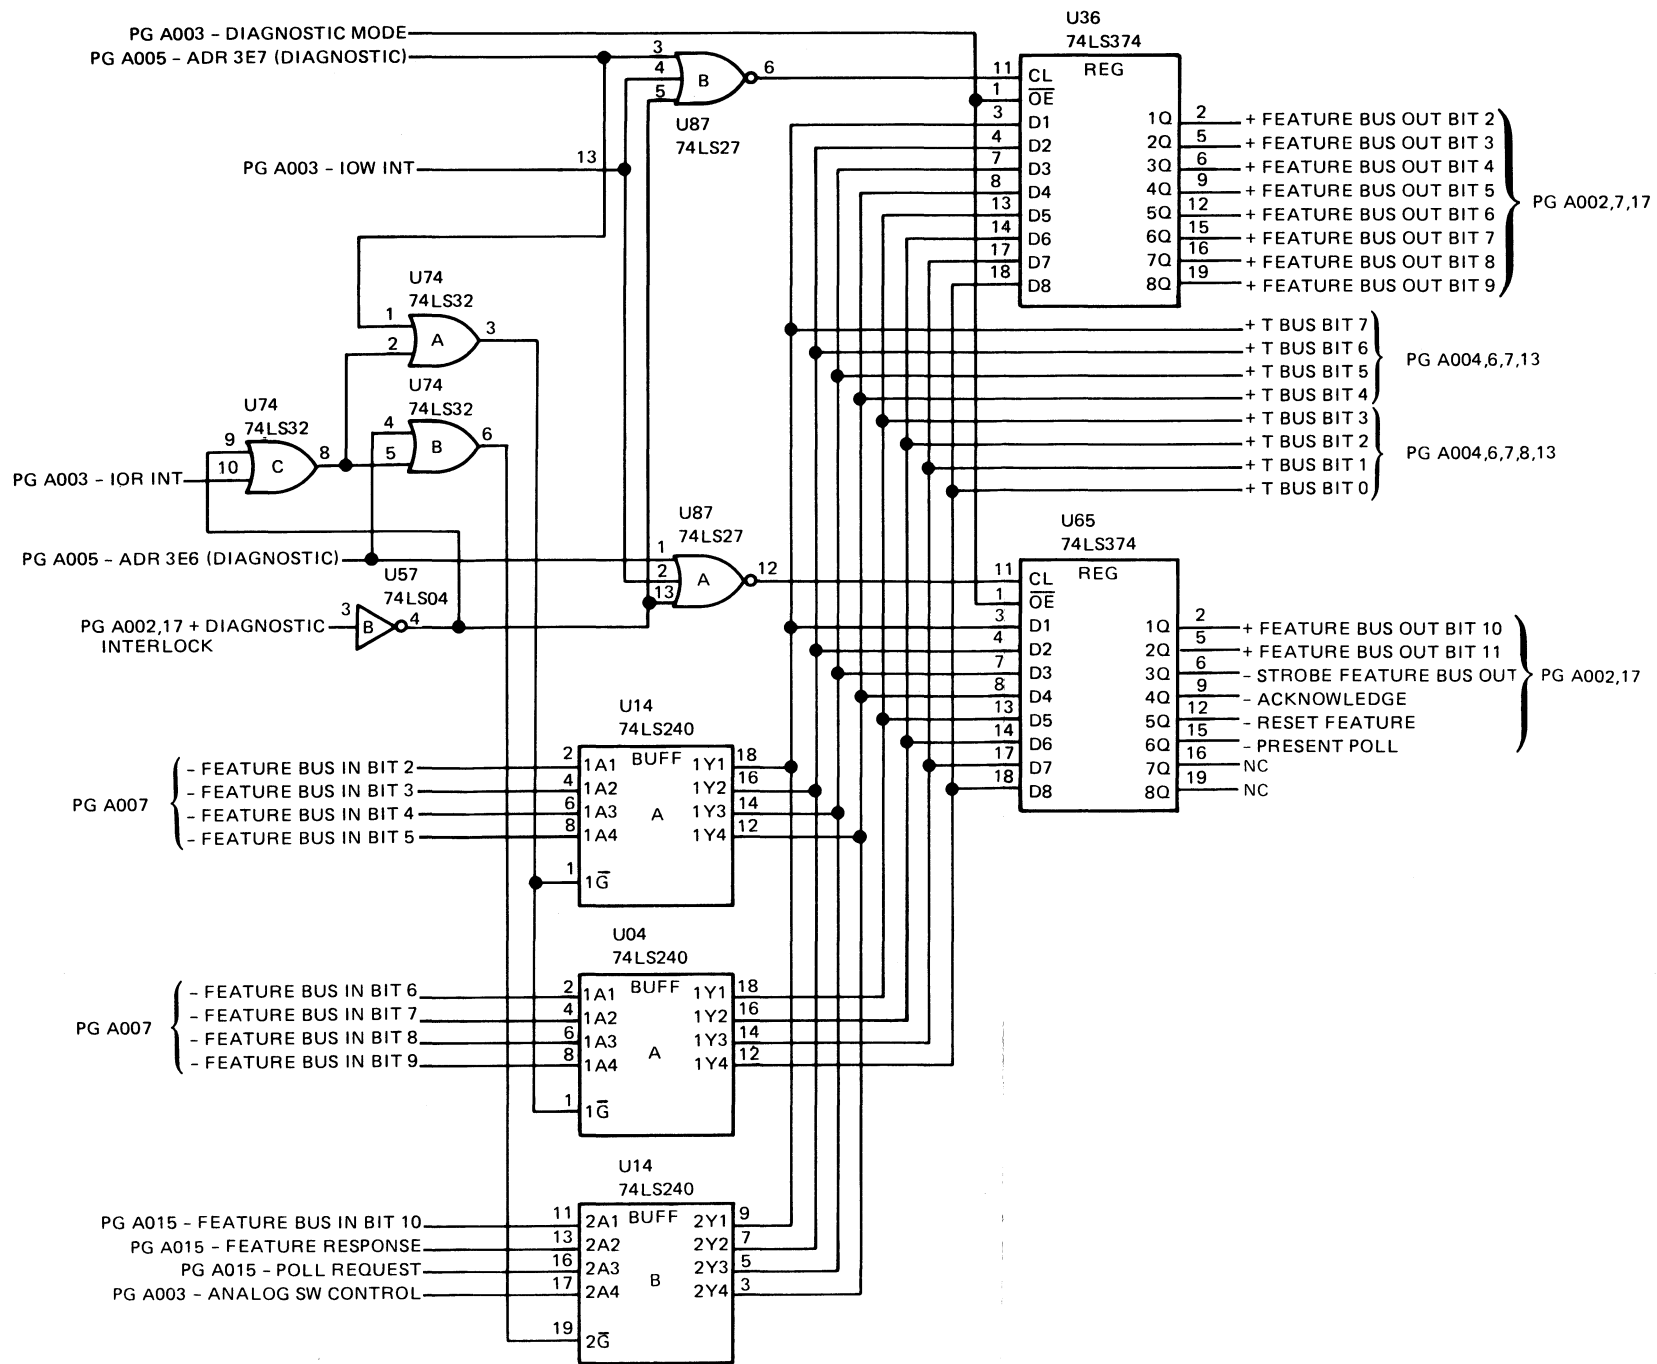 PG A003 – DIAGNOSTIC MODE
PG A005 – ADR 3E7 (DIAGNOSTIC)
3
4
5
B
6
U87
74LS27
PG A003 – IOW INT
13
U36
74LS374
REG
11 CL
1 OE
3 D1
4 D2
7 D3
8 D4
13 D5
14 D6
17 D7
18 D8
1Q 2 + FEATURE BUS OUT BIT 2
2Q 5 + FEATURE BUS OUT BIT 3
3Q 6 + FEATURE BUS OUT BIT 4
4Q 9 + FEATURE BUS OUT BIT 5
5Q 12 + FEATURE BUS OUT BIT 6
6Q 15 + FEATURE BUS OUT BIT 7
7Q 16 + FEATURE BUS OUT BIT 8
8Q 19 + FEATURE BUS OUT BIT 9
PG A002,7,17
U74
74LS32
1
2
A
3
U74
74LS32
4
5
B
6
U74
74LS32
9
10
C
8
PG A003 – IOR INT
+ T BUS BIT 7
+ T BUS BIT 6
+ T BUS BIT 5
+ T BUS BIT 4
PG A004,6,7,13
+ T BUS BIT 3
+ T BUS BIT 2
+ T BUS BIT 1
+ T BUS BIT 0
PG A004,6,7,8,13
PG A005 – ADR 3E6 (DIAGNOSTIC)
U87
74LS27
1
2
13
A
12
U57
74LS04
3
B
4
PG A002,17 + DIAGNOSTIC
INTERLOCK
U65
74LS374
REG
11 CL
1 OE
3 D1
4 D2
7 D3
8 D4
13 D5
14 D6
17 D7
18 D8
1Q 2 + FEATURE BUS OUT BIT 10
2Q 5 + FEATURE BUS OUT BIT 11
3Q 6 – STROBE FEATURE BUS OUT
4Q 9 – ACKNOWLEDGE
5Q 12 – RESET FEATURE
6Q 15 – PRESENT POLL
7Q 16 NC
8Q 19 NC
PG A002,17
U14
74LS240
BUFF
A
PG A007
– FEATURE BUS IN BIT 2 2 1A1 1Y1 18
– FEATURE BUS IN BIT 3 4 1A2 1Y2 16
– FEATURE BUS IN BIT 4 6 1A3 1Y3 14
– FEATURE BUS IN BIT 5 8 1A4 1Y4 12
1 1G
U04
74LS240
BUFF
A
PG A007
– FEATURE BUS IN BIT 6 2 1A1 1Y1 18
– FEATURE BUS IN BIT 7 4 1A2 1Y2 16
– FEATURE BUS IN BIT 8 6 1A3 1Y3 14
– FEATURE BUS IN BIT 9 8 1A4 1Y4 12
1 1G
U14
74LS240
BUFF
B
PG A015 – FEATURE BUS IN BIT 10 11 2A1 2Y1 9
PG A015 – FEATURE RESPONSE 13 2A2 2Y2 7
PG A015 – POLL REQUEST 16 2A3 2Y3 5
PG A003 – ANALOG SW CONTROL 17 2A4 2Y4 3
19 2G